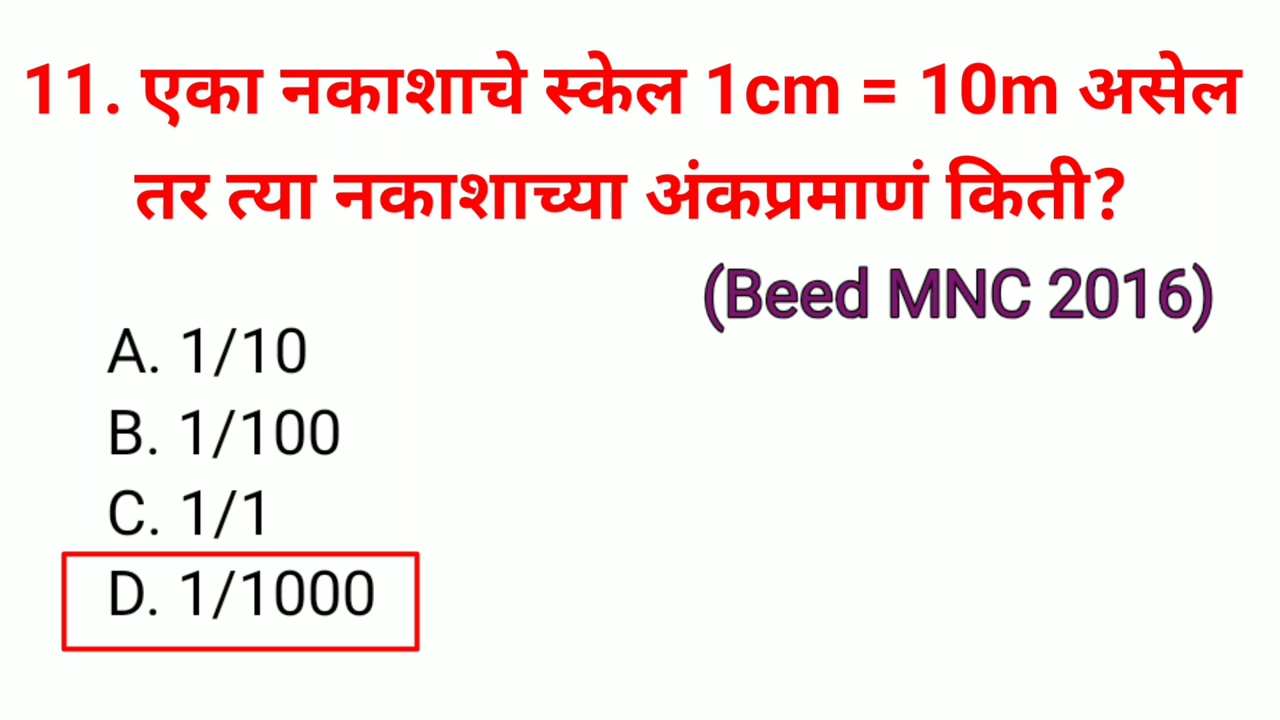 11. एका नकाशाचे स्केल 1cm = 10m असेल
तर त्या नकाशाच्या अंकप्रमाणं किती?
(Beed MNC 2016)
A. 1/10
B. 1/100
C. 1/1
D. 1/1000